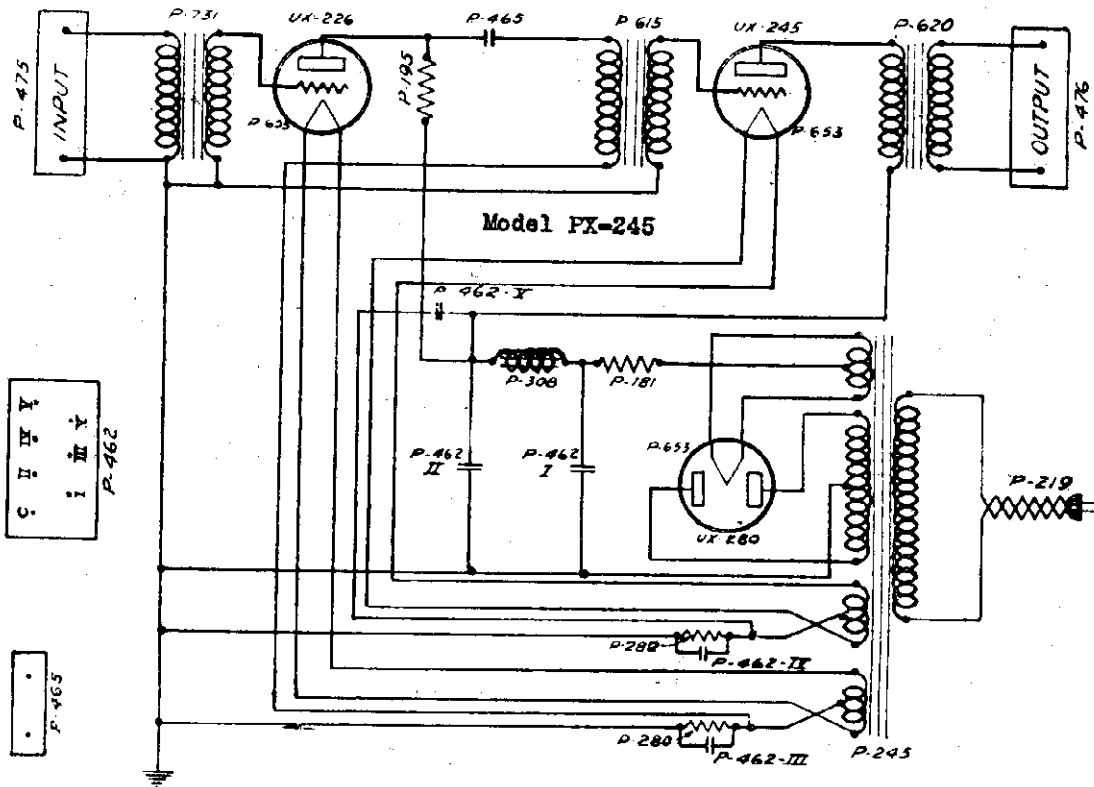 P-731
UX-226
P-465
P-615
UX-245
P-620
P-475
INPUT
P-195
P-653
P-653
OUTPUT
P-476
Model PX-245
P-462-V
P-308
P-181
P-653
P-462
II
P-462
I
UX-280
P-219
C II IV V
I III V
P-462
P-280
P-462-IV
P-465
P-280
P-462-III
P-245